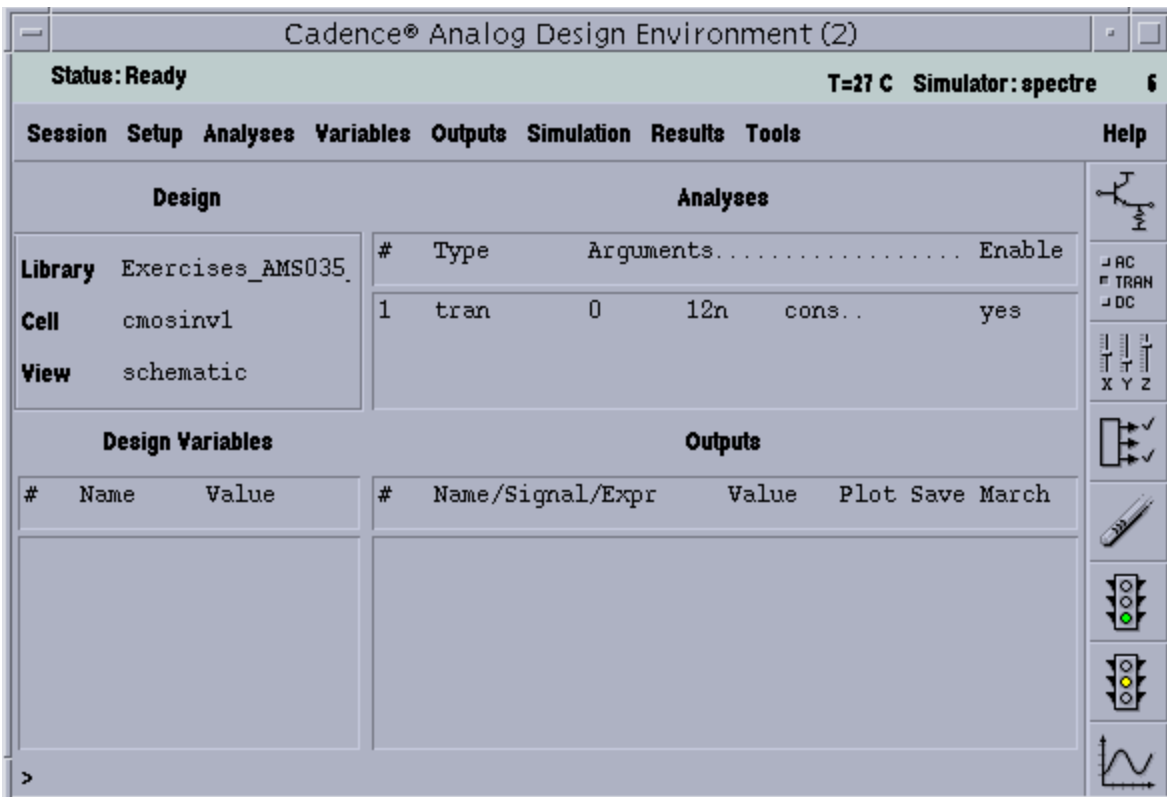 Cadence® Analog Design Environment (2)
Status: Ready T=27 C Simulator: spectre 6
Session Setup Analyses Variables Outputs Simulation Results Tools Help
Design
Library Exercises_AMS035_
Cell cmosinv1
View schematic
Analyses
# Type Arguments.................. Enable
1 tran 0 12n cons.. yes
Design Variables
# Name Value
Outputs
# Name/Signal/Expr Value Plot Save March
AC
TRAN
DC
X Y Z
>